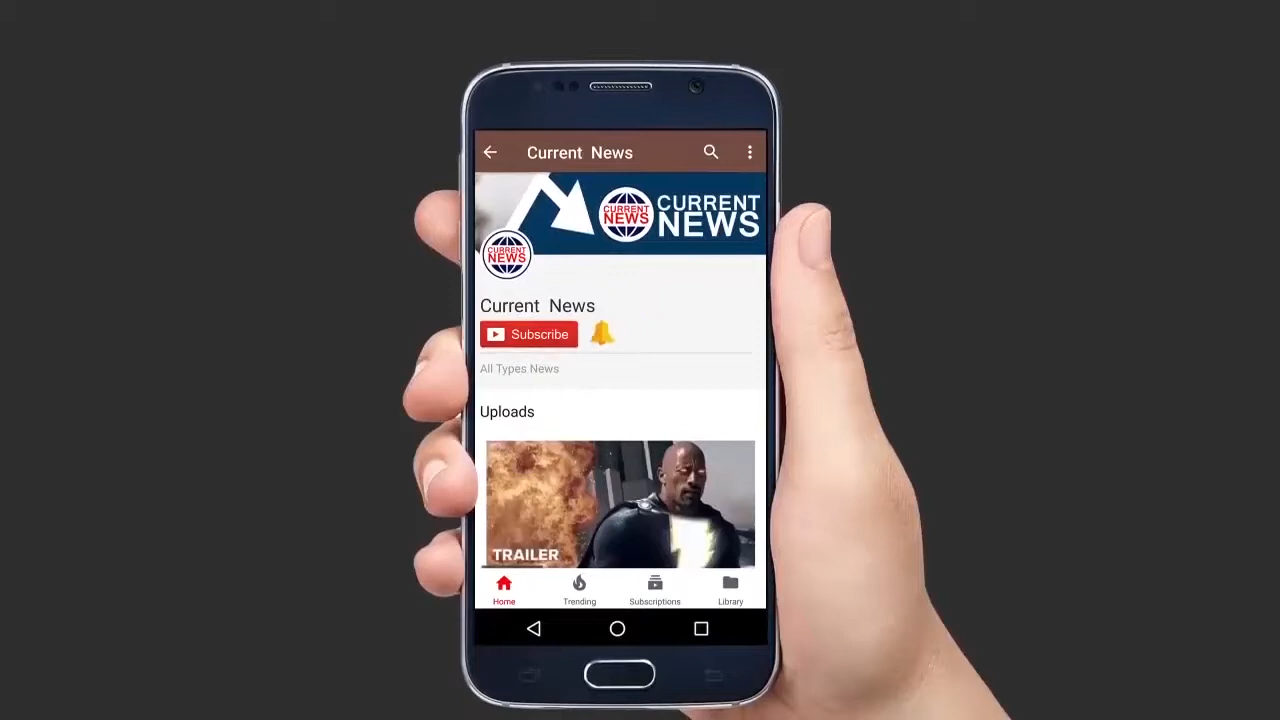 Current News
CURRENT
NEWS
CURRENT
NEWS
CURRENT
NEWS
Current News
Subscribe
All Types News
Uploads
TRAILER
Home
Trending
Subscriptions
Library